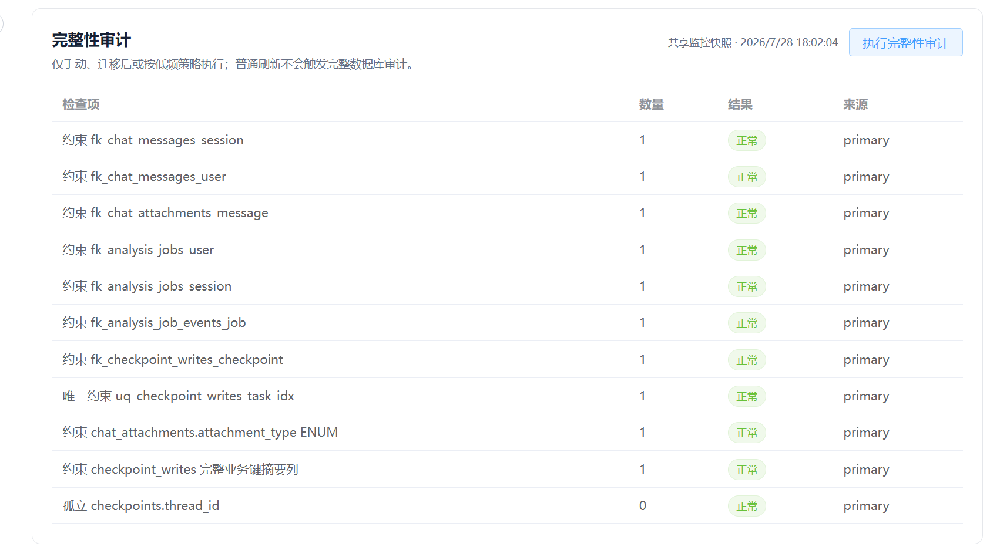 完整性审计
共享监控快照 · 2026/7/28 18:02:04
执行完整性审计
仅手动、迁移后或按低频策略执行；普通刷新不会触发完整数据库审计。
检查项 数量 结果 来源
约束 fk_chat_messages_session 1 正常 primary
约束 fk_chat_messages_user 1 正常 primary
约束 fk_chat_attachments_message 1 正常 primary
约束 fk_analysis_jobs_user 1 正常 primary
约束 fk_analysis_jobs_session 1 正常 primary
约束 fk_analysis_job_events_job 1 正常 primary
约束 fk_checkpoint_writes_checkpoint 1 正常 primary
唯一约束 uq_checkpoint_writes_task_idx 1 正常 primary
约束 chat_attachments.attachment_type ENUM 1 正常 primary
约束 checkpoint_writes 完整业务键摘要列 1 正常 primary
孤立 checkpoints.thread_id 0 正常 primary